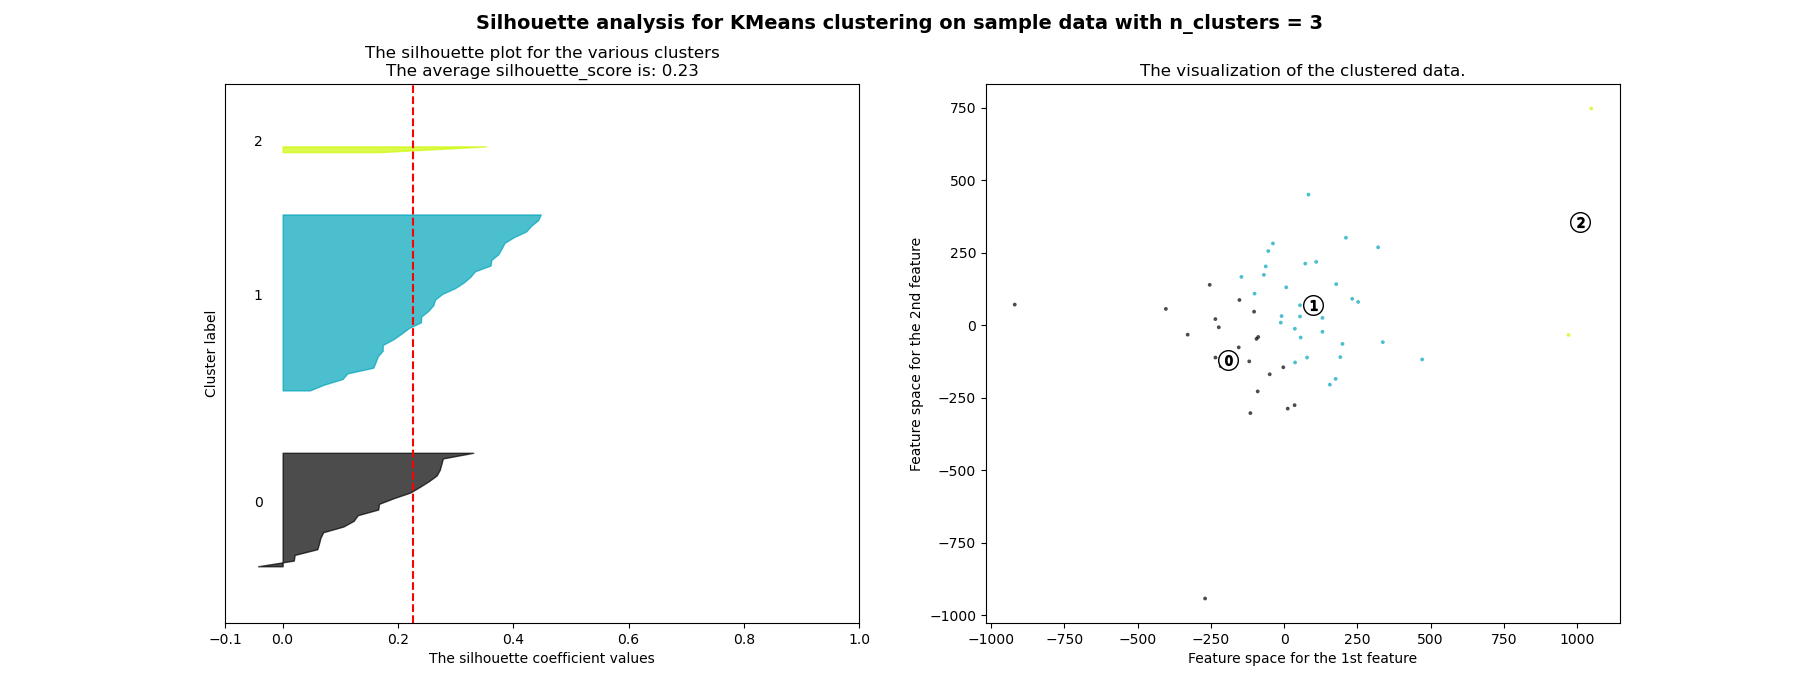 Silhouette analysis for KMeans clustering on sample data with n_clusters = 3
The silhouette plot for the various clusters
The average silhouette_score is: 0.23
2
1
0
Cluster label
−0.1 0.0 0.2 0.4 0.6 0.8 1.0
The silhouette coefficient values
The visualization of the clustered data.
750
500
250
0
−250
−500
−750
−1000
Feature space for the 2nd feature
2
1
0
−1000 −750 −500 −250 0 250 500 750 1000
Feature space for the 1st feature